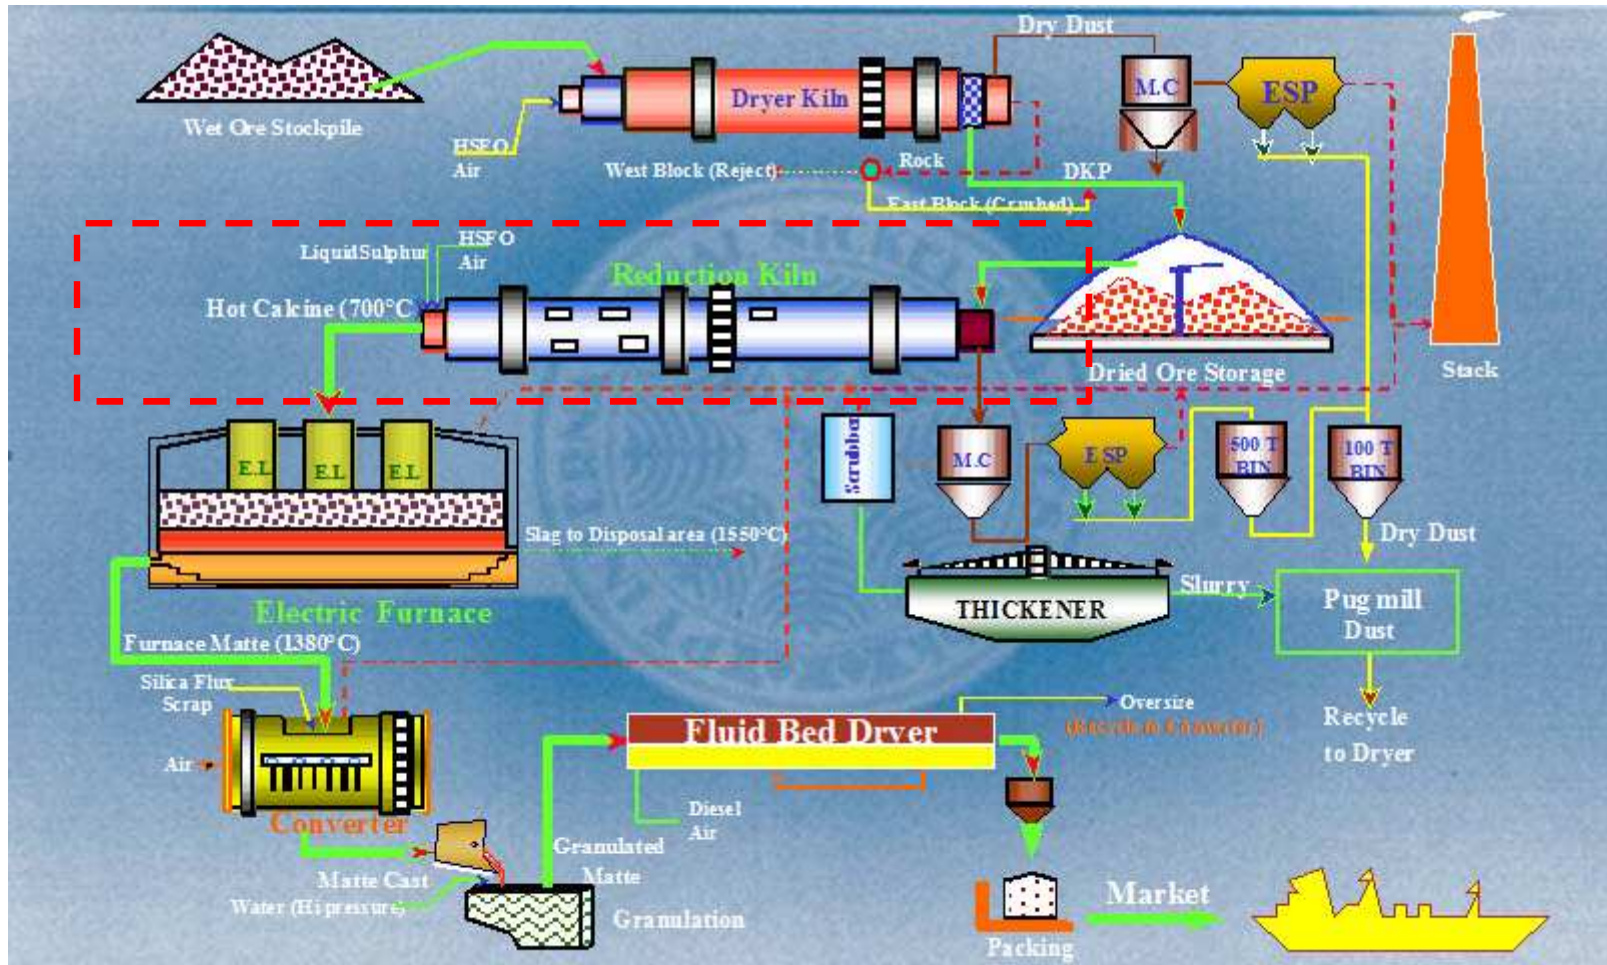 Dry Dust
M.C
ESP
Dryer Kiln
Wet Ore Stockpile
HSFO
Air
West Block (Reject)
Rock
DKP
East Block (Crushed)
Liquid Sulphur
HSFO
Air
Reduction Kiln
Hot Calcine (700°C
Dried Ore Storage
Stack
E.L
E.L
E.L
Scrubber
M.C
ESP
500 T
BIN
100 T
BIN
Slag to Disposal area (1550°C)
Dry Dust
Electric Furnace
THICKENER
Slurry
Pug mill
Dust
Furnace Matte (1380°C)
Silica Flux
Scrap
Air
Converter
Fluid Bed Dryer
Oversize
(Recycle to Converter)
Recycle
to Dryer
Diesel
Air
Granulated
Matte
Matte Cast
Water (Hi pressure)
Granulation
Market
Packing